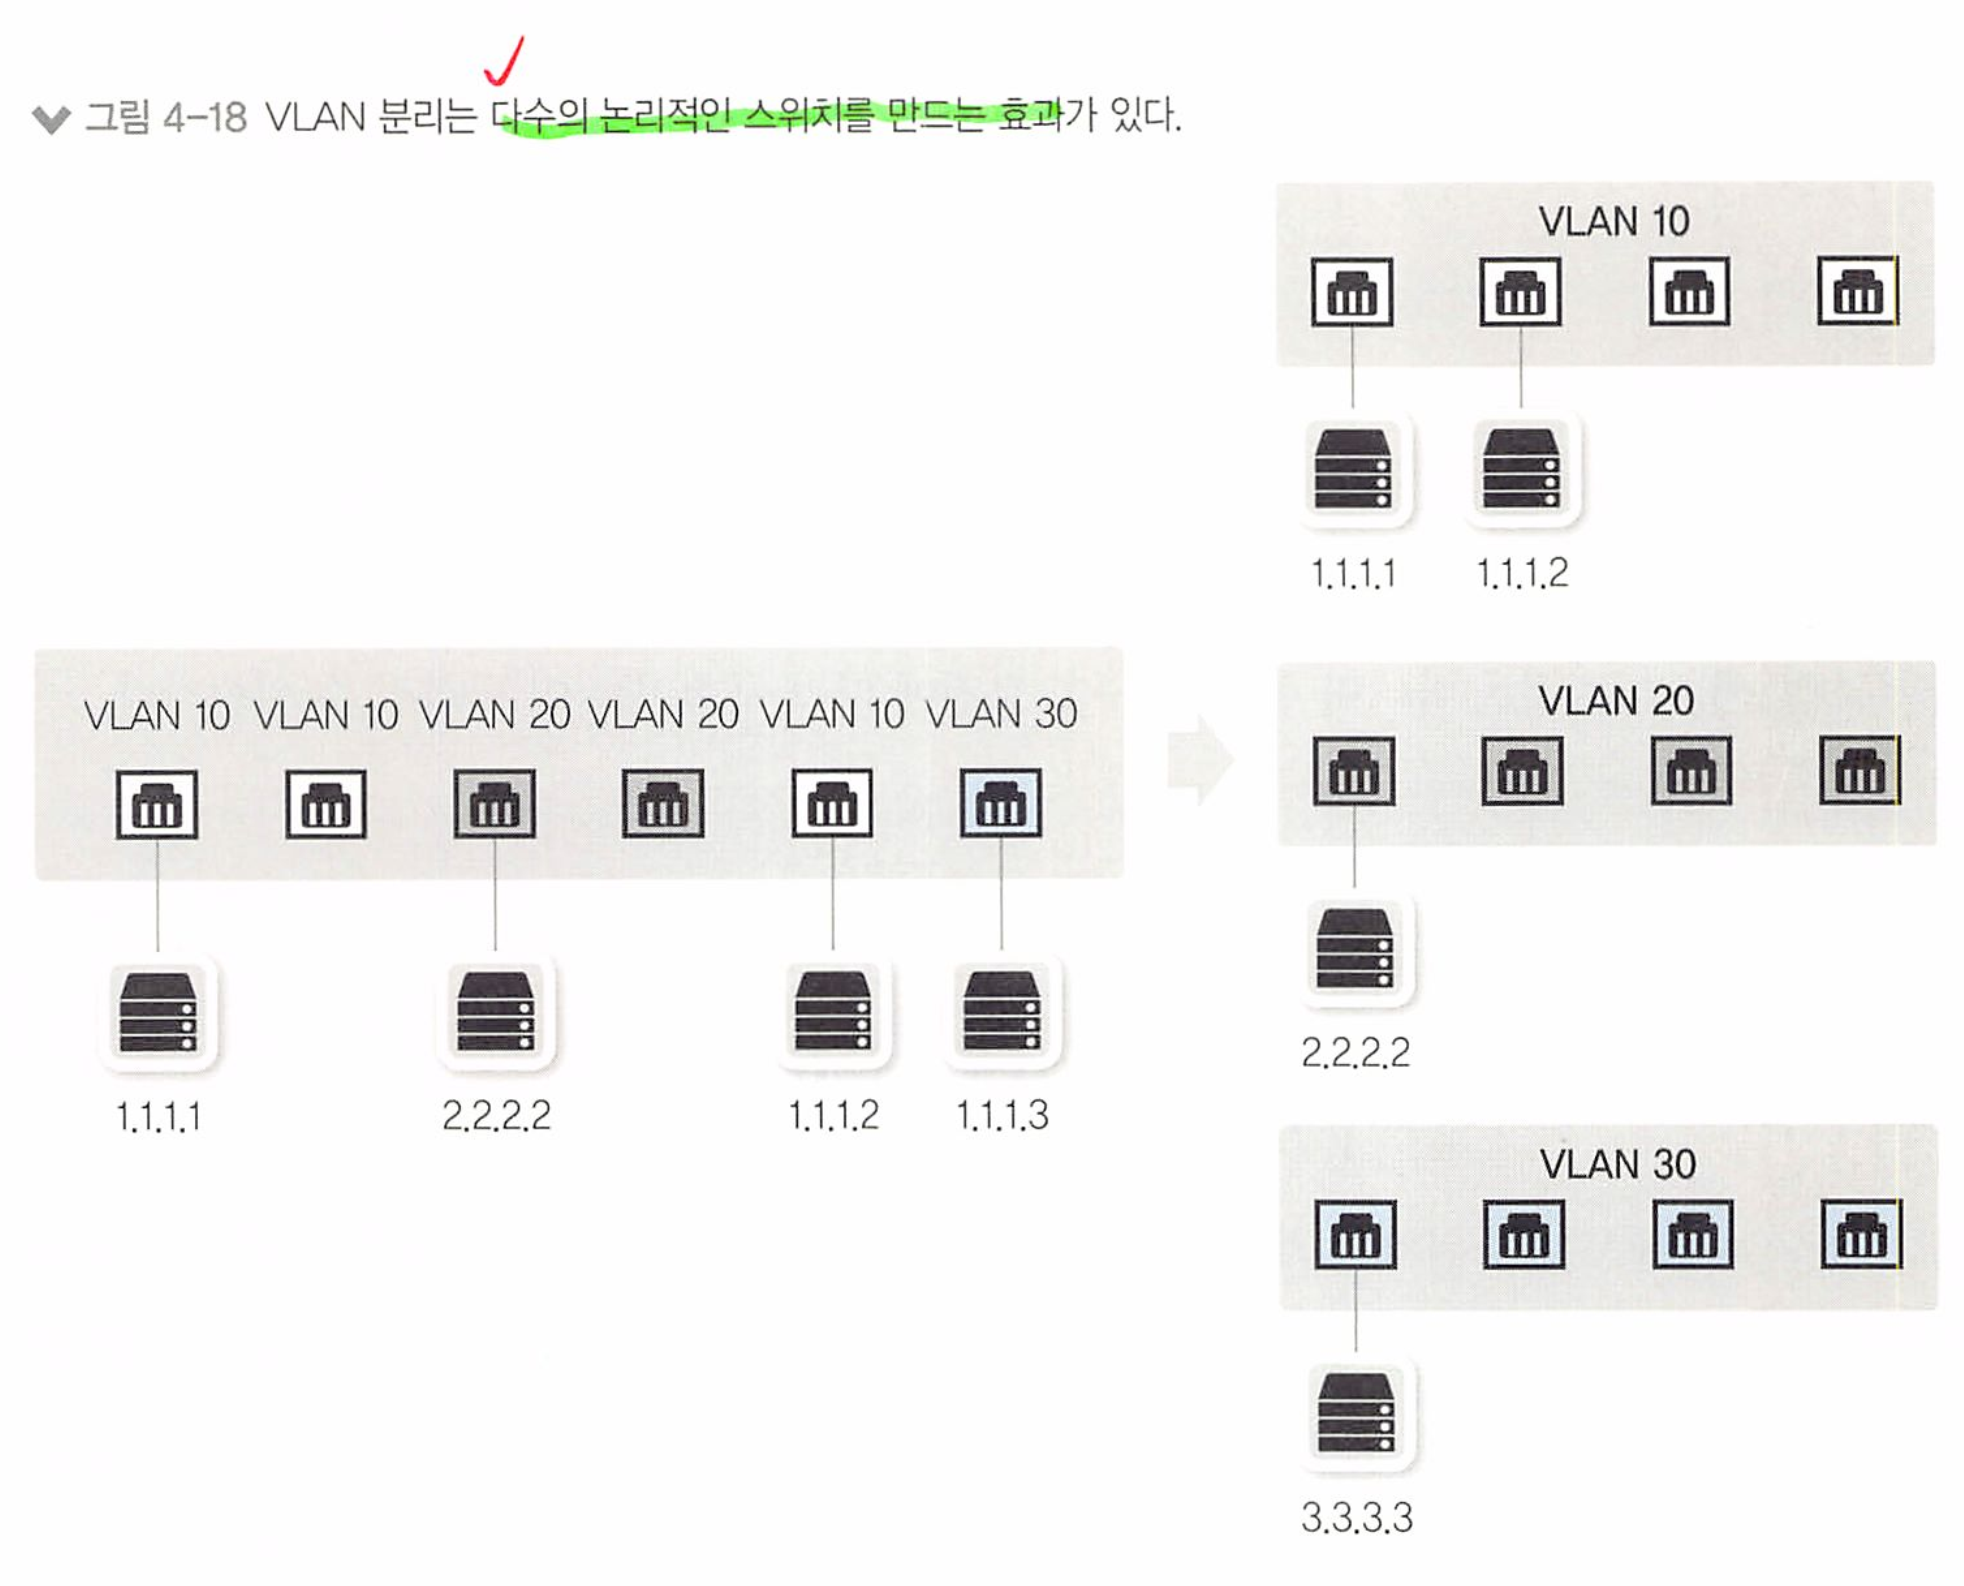 그림 4-18 VLAN 분리는 다수의 논리적인 스위치를 만드는 효과가 있다.
VLAN 10
1.1.1.1 1.1.1.2
VLAN 10 VLAN 10 VLAN 20 VLAN 20 VLAN 10 VLAN 30
1.1.1.1 2.2.2.2 1.1.1.2 1.1.1.3
VLAN 20
2.2.2.2
VLAN 30
3.3.3.3